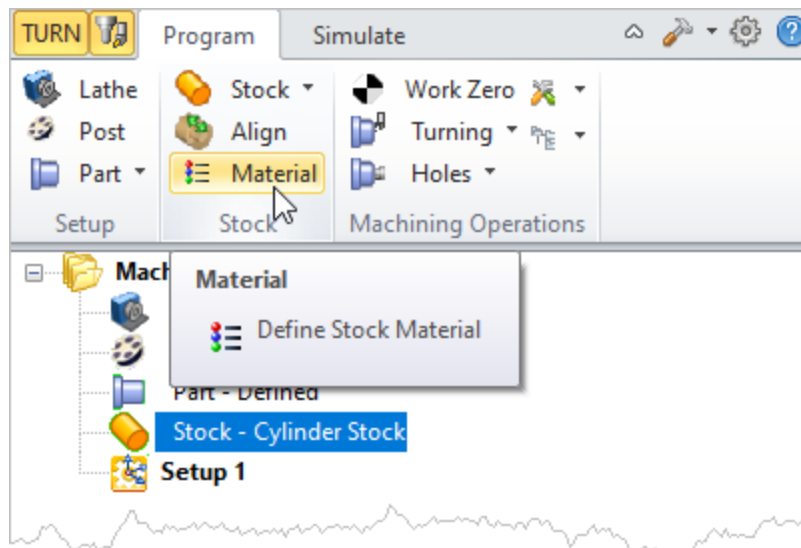 TURN Program Simulate ?
Lathe Stock Work Zero
Post Align Turning
Part Material Holes
Setup Stock Machining Operations
Mach
Material
Define Stock Material
Part - Defined
Stock - Cylinder Stock
Setup 1